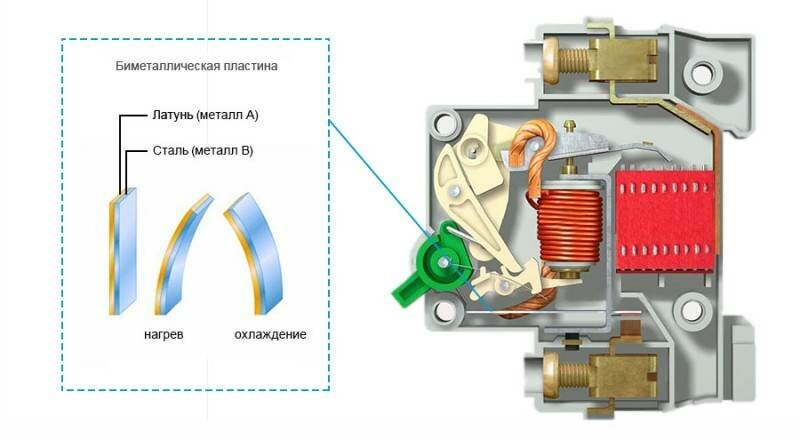 Биметаллическая пластина
Латунь (металл А)
Сталь (металл В)
нагрев
охлаждение